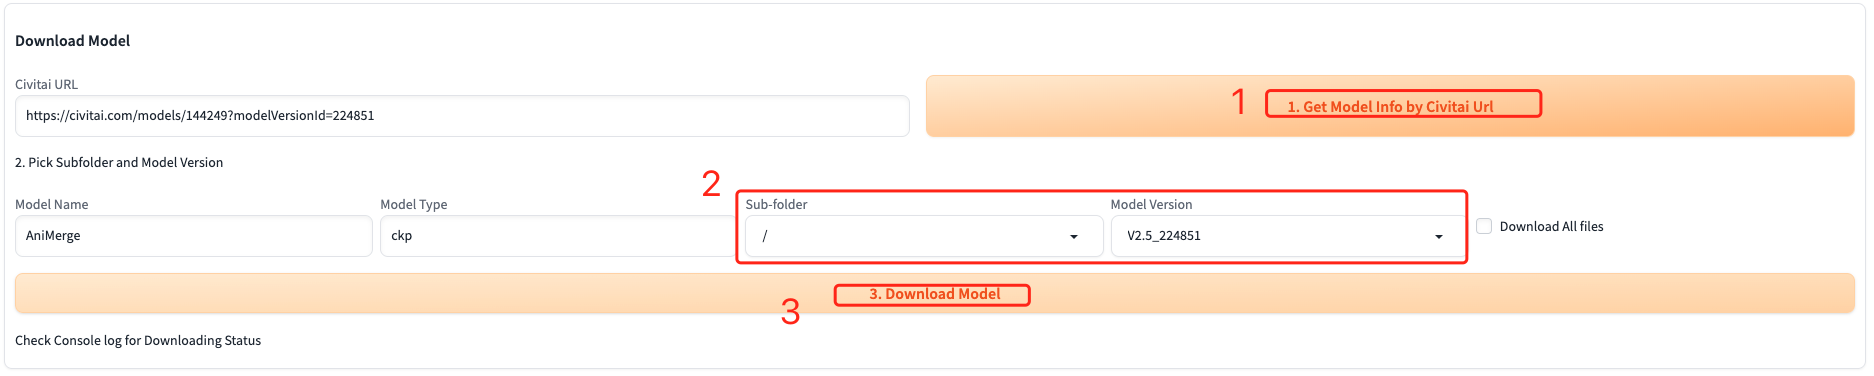 Download Model
Civitai URL
https://civitai.com/models/144249?modelVersionId=224851
1
1. Get Model Info by Civitai Url
2. Pick Subfolder and Model Version
2
Model Name
Model Type
Sub-folder
Model Version
AniMerge
ckp
/
V2.5_224851
Download All files
3. Download Model
3
Check Console log for Downloading Status